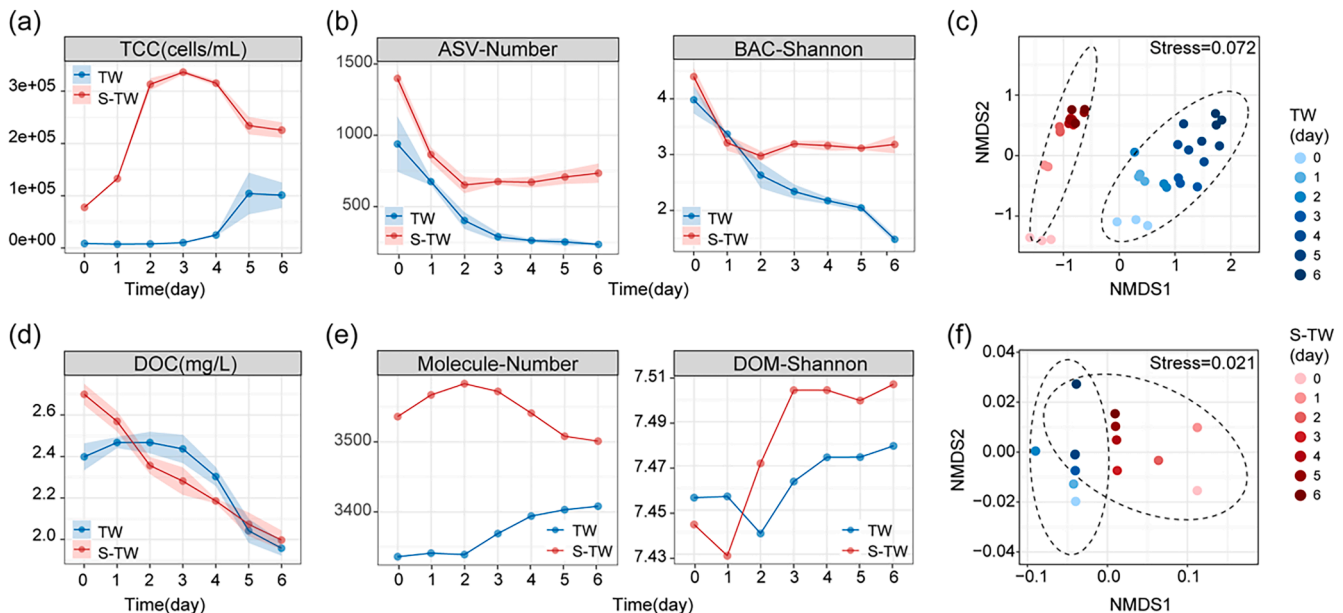 (a)
TCC(cells/mL)
TW
S-TW
3e+05
2e+05
1e+05
0e+00
0 1 2 3 4 5 6
Time(day)
(b)
ASV-Number
1500
1000
500
TW
S-TW
0 1 2 3 4 5 6
BAC-Shannon
4
3
2
TW
S-TW
0 1 2 3 4 5 6
Time(day)
(c)
Stress=0.072
NMDS2
1
0
−1
−1 0 1 2
NMDS1
TW
(day)
0
1
2
3
4
5
6
(d)
DOC(mg/L)
2.6
2.4
2.2
2.0
TW
S-TW
0 1 2 3 4 5 6
Time(day)
(e)
Molecule-Number
3500
3400
TW
S-TW
0 1 2 3 4 5 6
DOM-Shannon
7.51
7.49
7.47
7.45
7.43
TW
S-TW
0 1 2 3 4 5 6
Time(day)
(f)
Stress=0.021
NMDS2
0.04
0.02
0.00
−0.02
−0.04
−0.1 0.0 0.1
NMDS1
S-TW
(day)
0
1
2
3
4
5
6